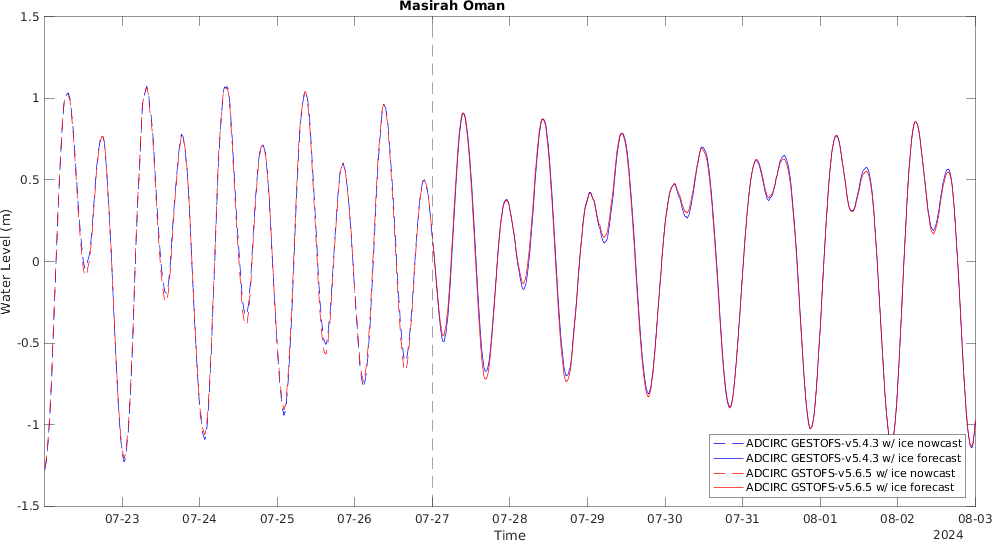 Masirah Oman
1.5
1
0.5
0
-0.5
-1
-1.5
Water Level (m)
ADCIRC GESTOFS-v5.4.3 w/ ice nowcast
ADCIRC GESTOFS-v5.4.3 w/ ice forecast
ADCIRC GSTOFS-v5.6.5 w/ ice nowcast
ADCIRC GSTOFS-v5.6.5 w/ ice forecast
07-23 07-24 07-25 07-26 07-27 07-28 07-29 07-30 07-31 08-01 08-02 08-03
Time
2024